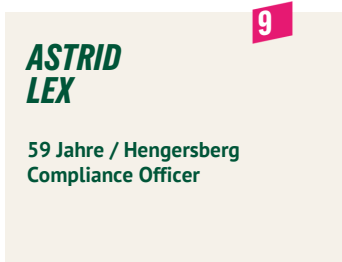 9
ASTRID
LEX
59 Jahre / Hengersberg
Compliance Officer